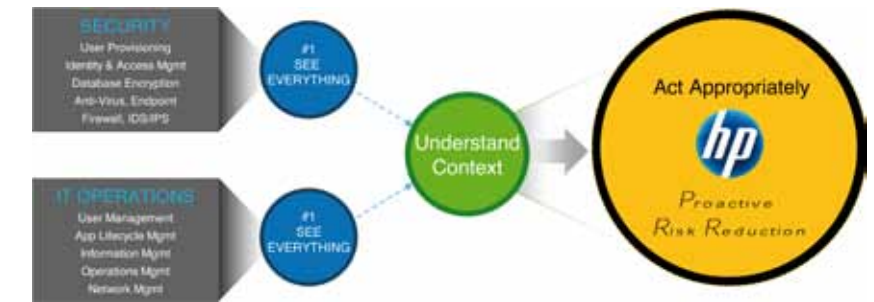 SECURITY
User Provisioning
Identity & Access Mgmt
Database Encryption
Anti-Virus, Endpoint
Firewall, IDS/IPS
#1
SEE
EVERYTHING
IT OPERATIONS
User Management
App Lifecycle Mgmt
Information Mgmt
Operations Mgmt
Network Mgmt
#1
SEE
EVERYTHING
Understand
Context
Act Appropriately
hp
Proactive
Risk Reduction